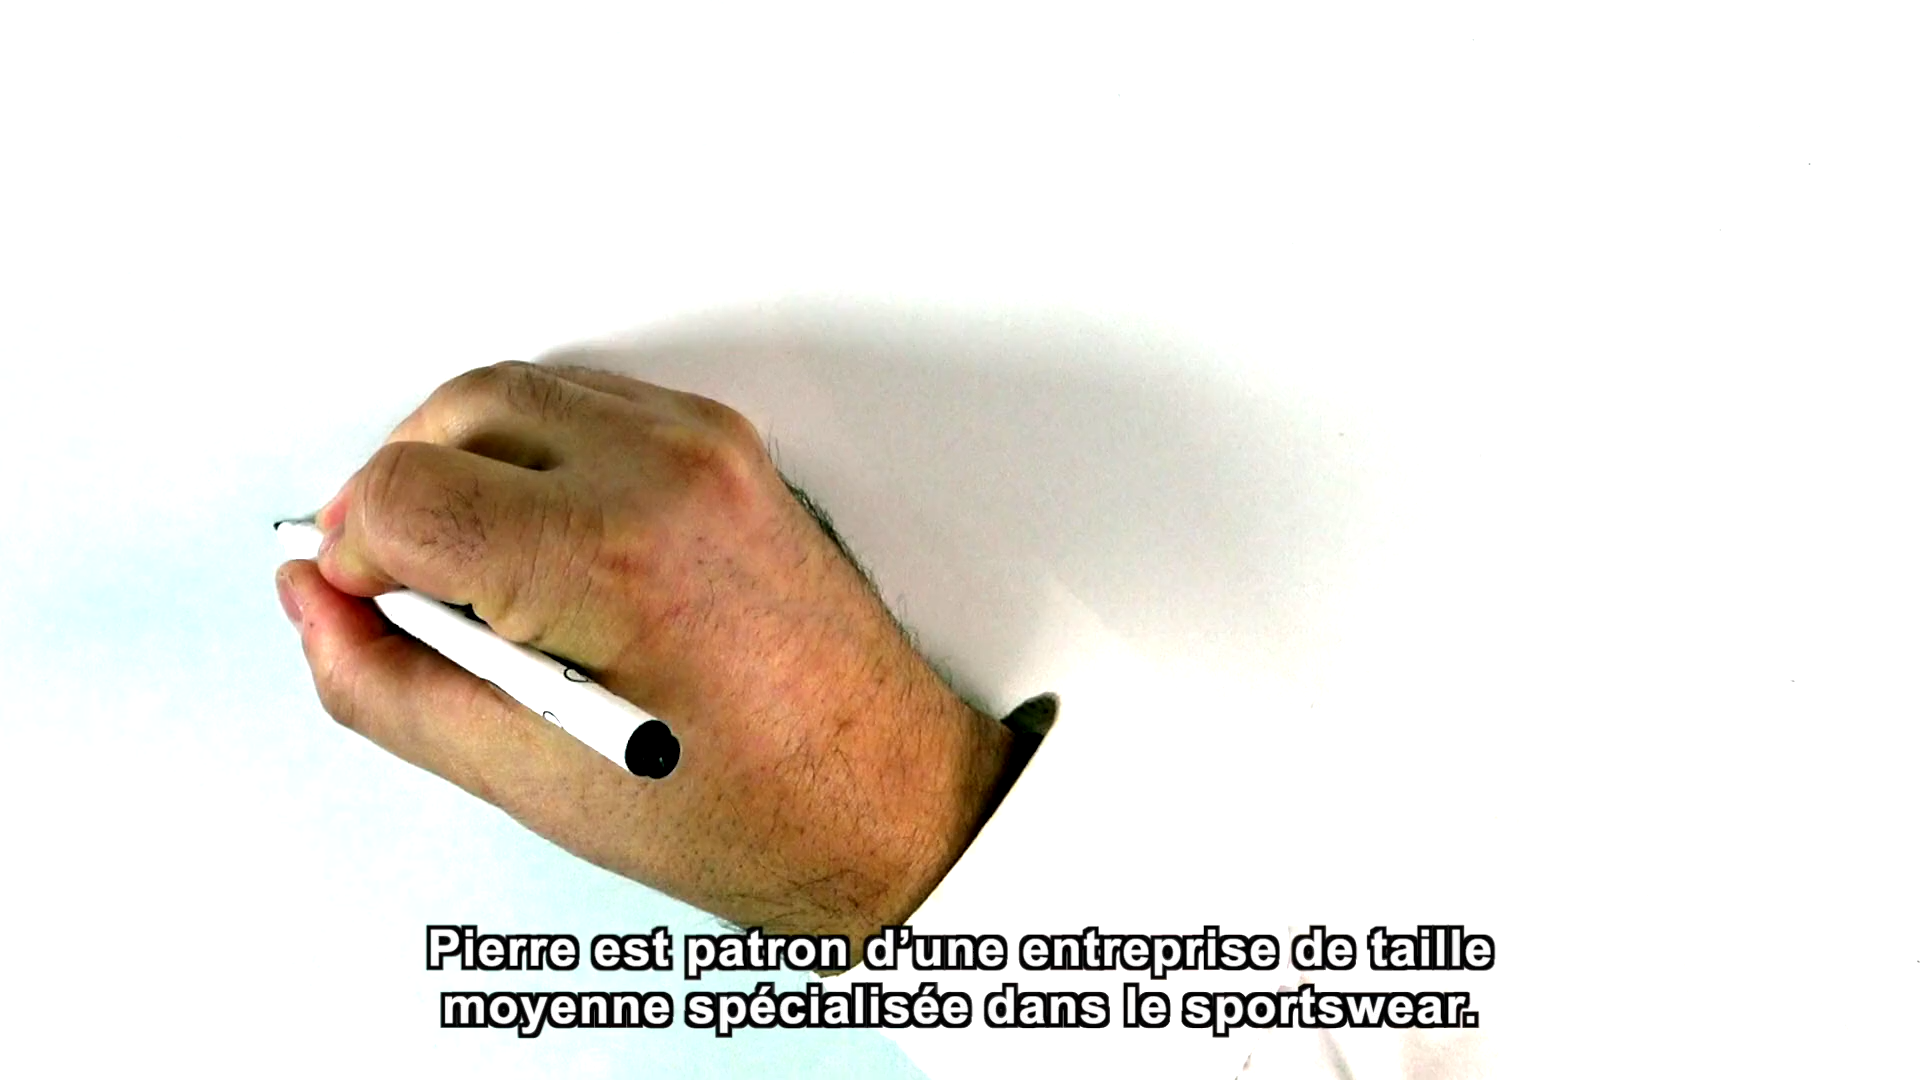 Pierre est patron d’une entreprise de taille
moyenne spécialisée dans le sportswear.